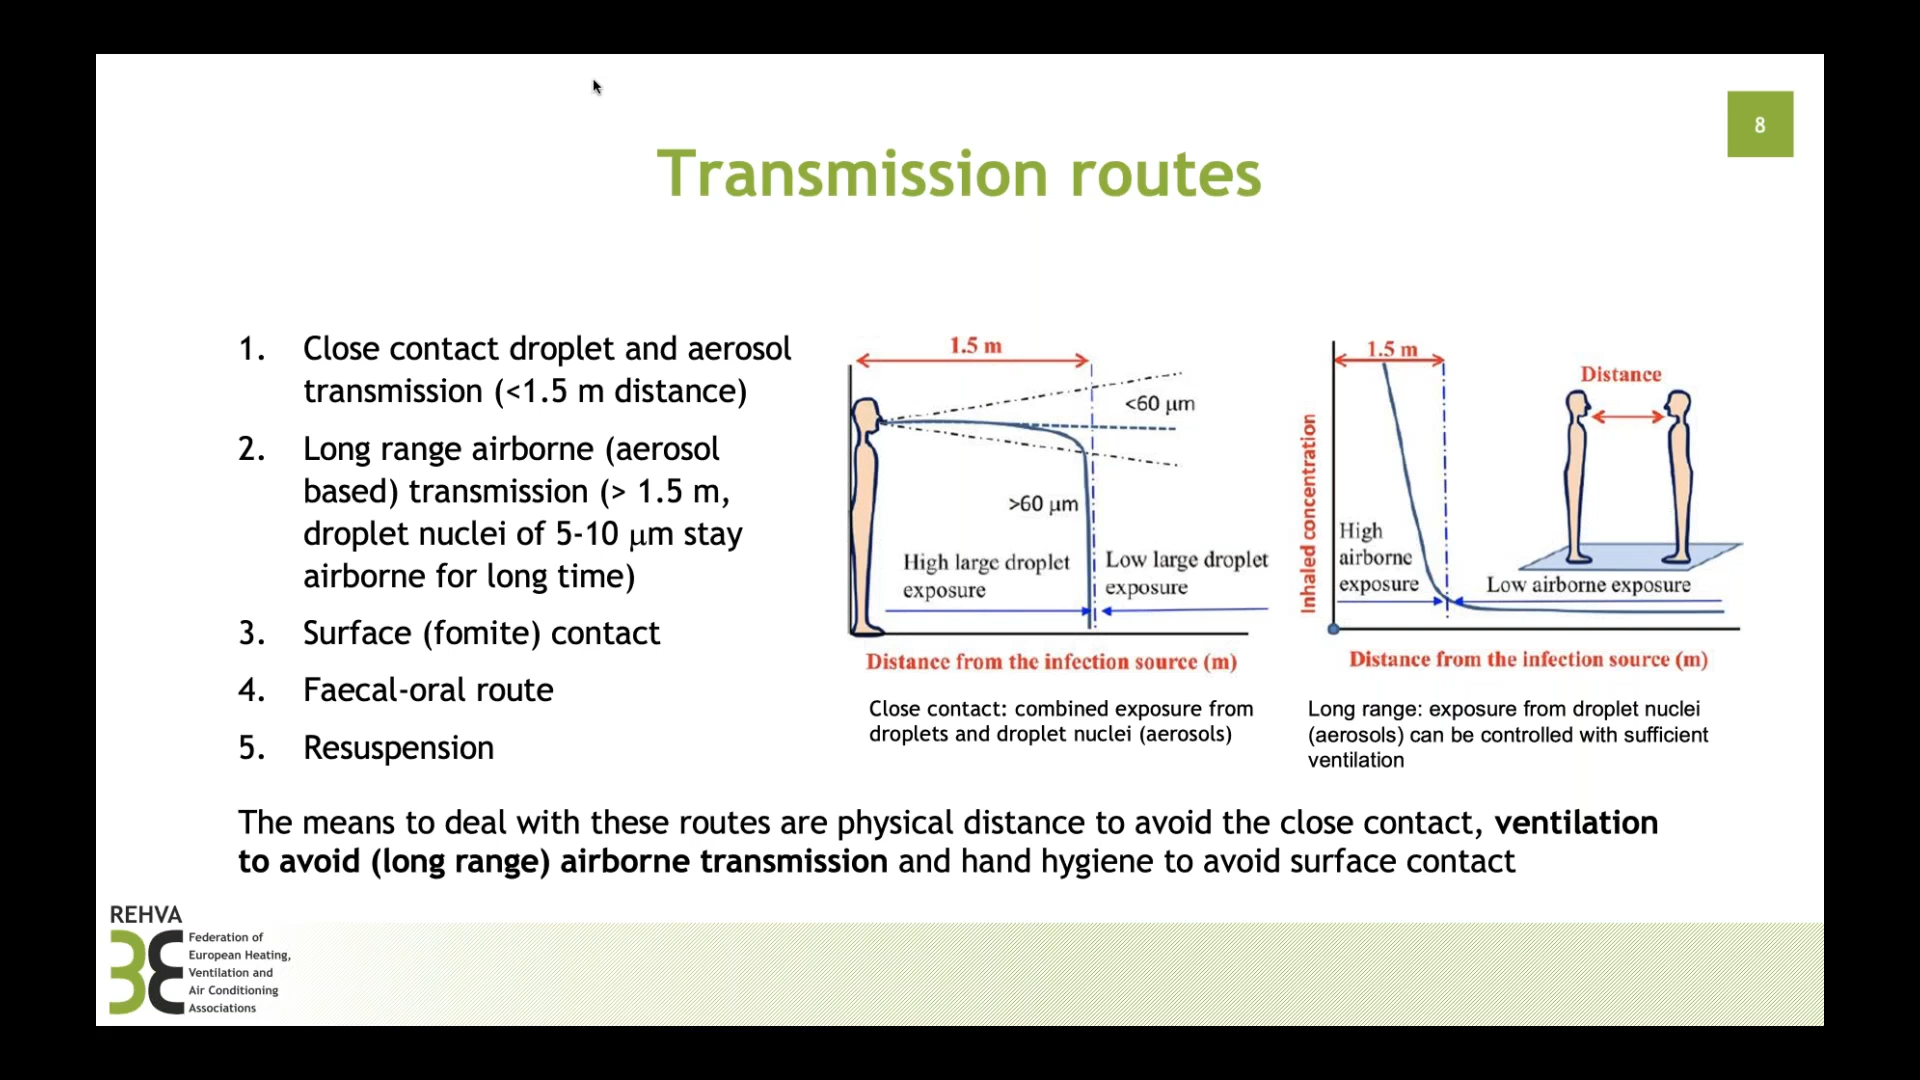 8
Transmission routes
1. Close contact droplet and aerosol
transmission (<1.5 m distance)
2. Long range airborne (aerosol
based) transmission (> 1.5 m,
droplet nuclei of 5-10 μm stay
airborne for long time)
3. Surface (fomite) contact
4. Faecal-oral route
5. Resuspension
1.5 m
<60 μm
>60 μm
High large droplet
exposure
Low large droplet
exposure
Distance from the infection source (m)
Close contact: combined exposure from
droplets and droplet nuclei (aerosols)
1.5 m
Distance
Inhaled concentration
High
airborne
exposure
Low airborne exposure
Distance from the infection source (m)
Long range: exposure from droplet nuclei
(aerosols) can be controlled with sufficient
ventilation
The means to deal with these routes are physical distance to avoid the close contact, ventilation
to avoid (long range) airborne transmission and hand hygiene to avoid surface contact
REHVA
Federation of
European Heating,
Ventilation and
Air Conditioning
Associations